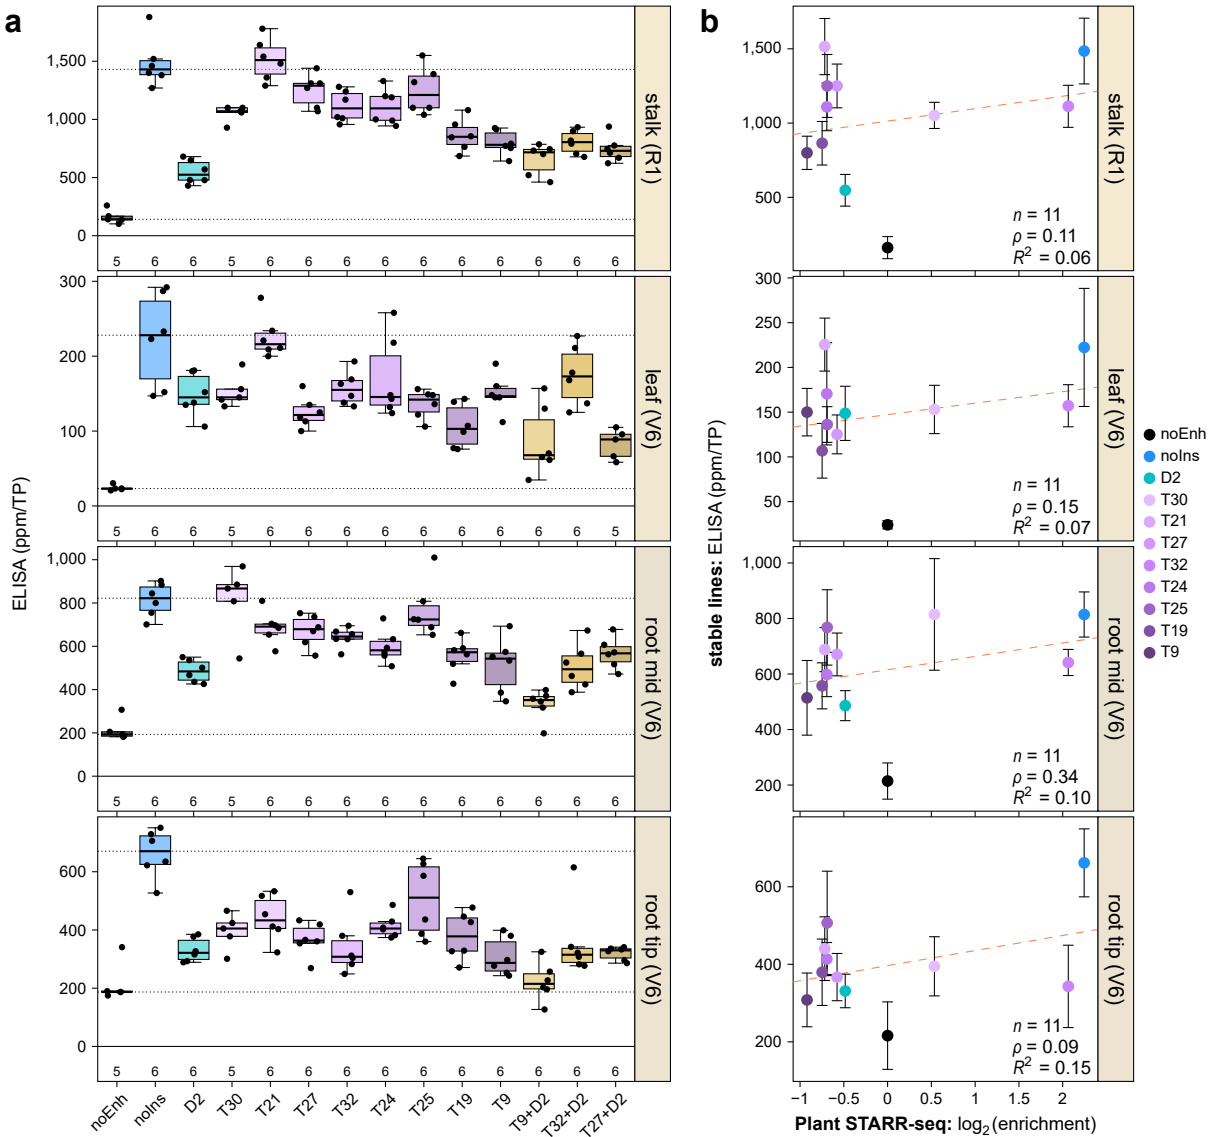 a
b
ELISA (ppm/TP)
1,500
1,000
500
0
5 6 6 5 6 6 6 6 6 6 6 6 6 6
stalk (R1)
300
200
100
0
5 6 6 5 6 6 6 6 6 6 6 6 6 5
leaf (V6)
1,000
800
600
400
200
0
5 6 6 5 6 6 6 6 6 6 6 6 6 6
root mid (V6)
600
400
200
0
5 6 6 5 6 6 6 6 6 6 6 6 6 6
root tip (V6)
noEnh noIns D2 T30 T21 T27 T32 T24 T25 T19 T9 T9+D2 T32+D2 T27+D2
stable lines: ELISA (ppm/TP)
1,500
1,000
500
n = 11
ρ = 0.11
R² = 0.06
stalk (R1)
300
250
200
150
100
50
n = 11
ρ = 0.15
R² = 0.07
leaf (V6)
1,000
800
600
400
200
n = 11
ρ = 0.34
R² = 0.10
root mid (V6)
600
400
200
n = 11
ρ = 0.09
R² = 0.15
root tip (V6)
−1 −0.5 0 0.5 1 1.5 2
Plant STARR-seq: log₂(enrichment)
noEnh
noIns
D2
T30
T21
T27
T32
T24
T25
T19
T9